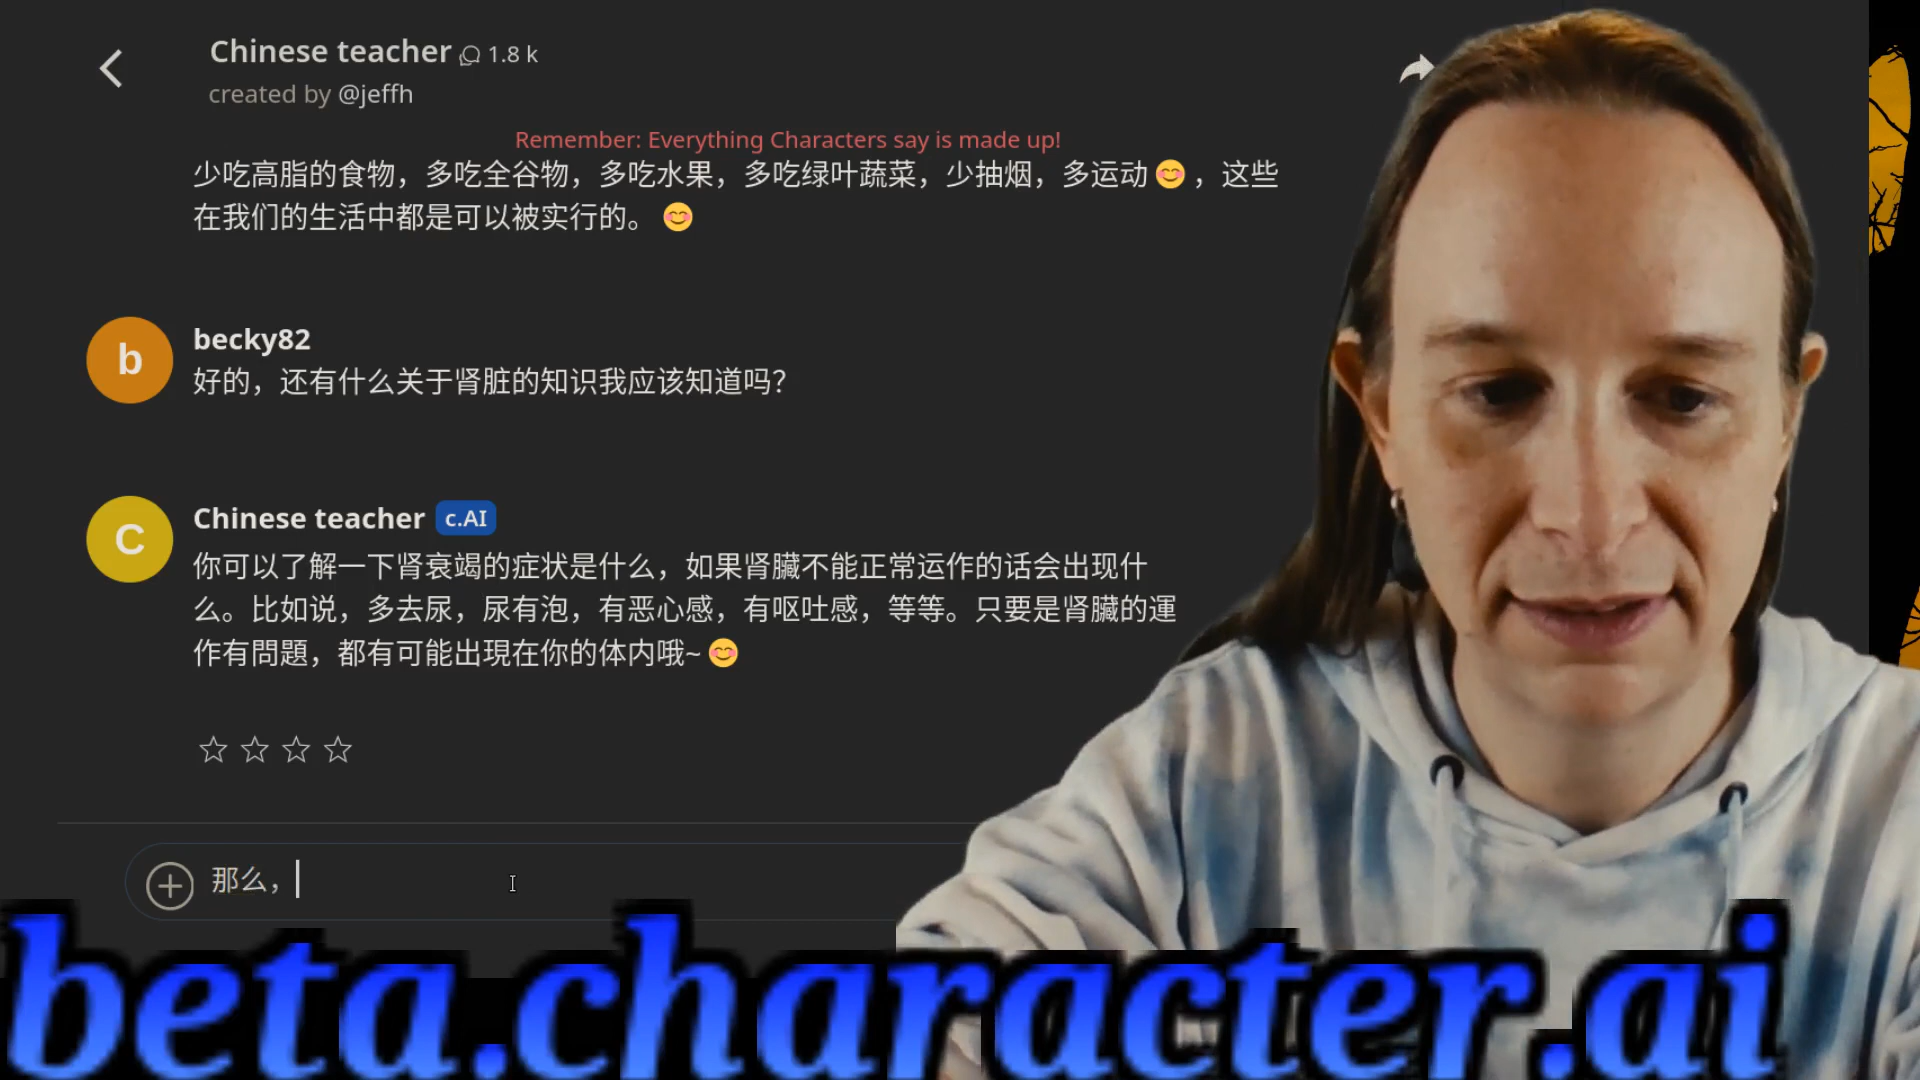 Chinese teacher 1.8 k
created by @jeffh
Remember: Everything Characters say is made up!
少吃高脂的食物，多吃全谷物，多吃水果，多吃绿叶蔬菜，少抽烟，多运动😊，这些
在我们的生活中都是可以被实行的。😊
b
becky82
好的，还有什么关于肾脏的知识我应该知道吗？
C
Chinese teacher c.AI
你可以了解一下肾衰竭的症状是什么，如果肾臟不能正常运作的话会出现什
么。比如说，多去尿，尿有泡，有恶心感，有呕吐感，等等。只要是肾臟的運
作有問題，都有可能出現在你的体内哦~😊
那么，
beta.character.ai